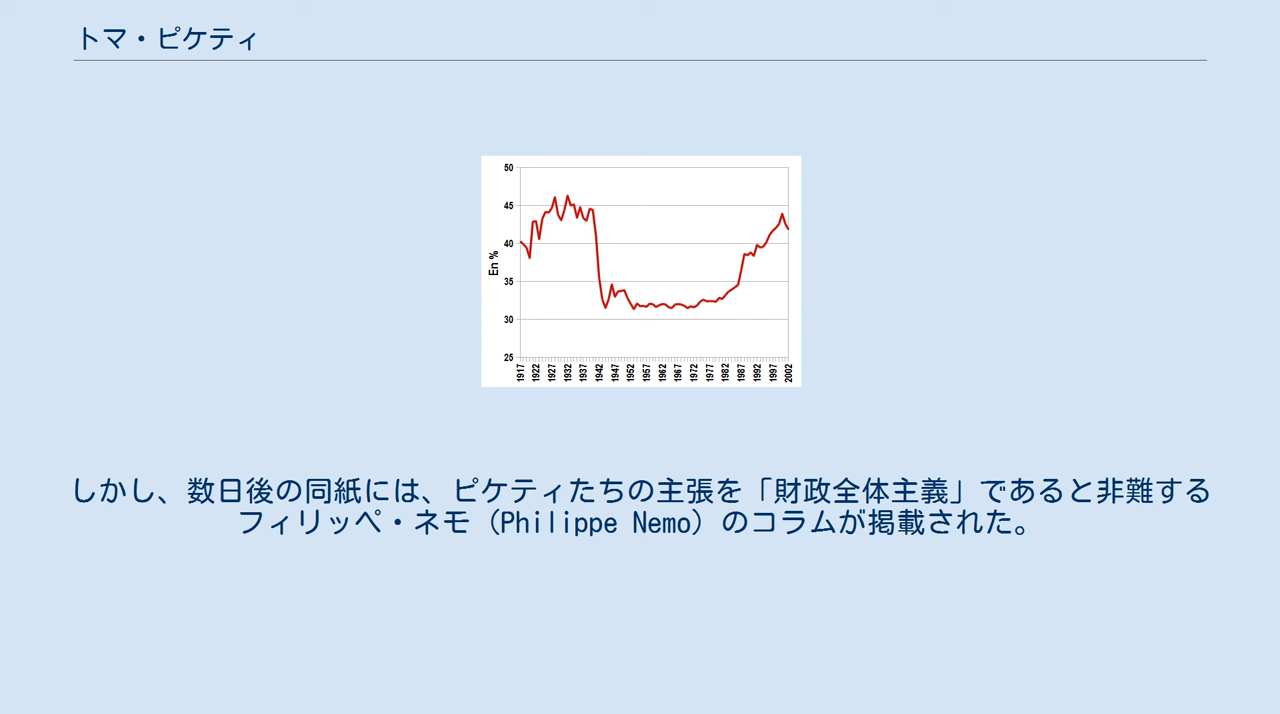 トマ・ピケティ
50
45
40
35
30
25
En %
1917 1922 1927 1932 1937 1942 1947 1952 1957 1962 1967 1972 1977 1982 1987 1992 1997 2002
しかし、数日後の同紙には、ピケティたちの主張を「財政全体主義」であると非難する
フィリッペ・ネモ（Philippe Nemo）のコラムが掲載された。